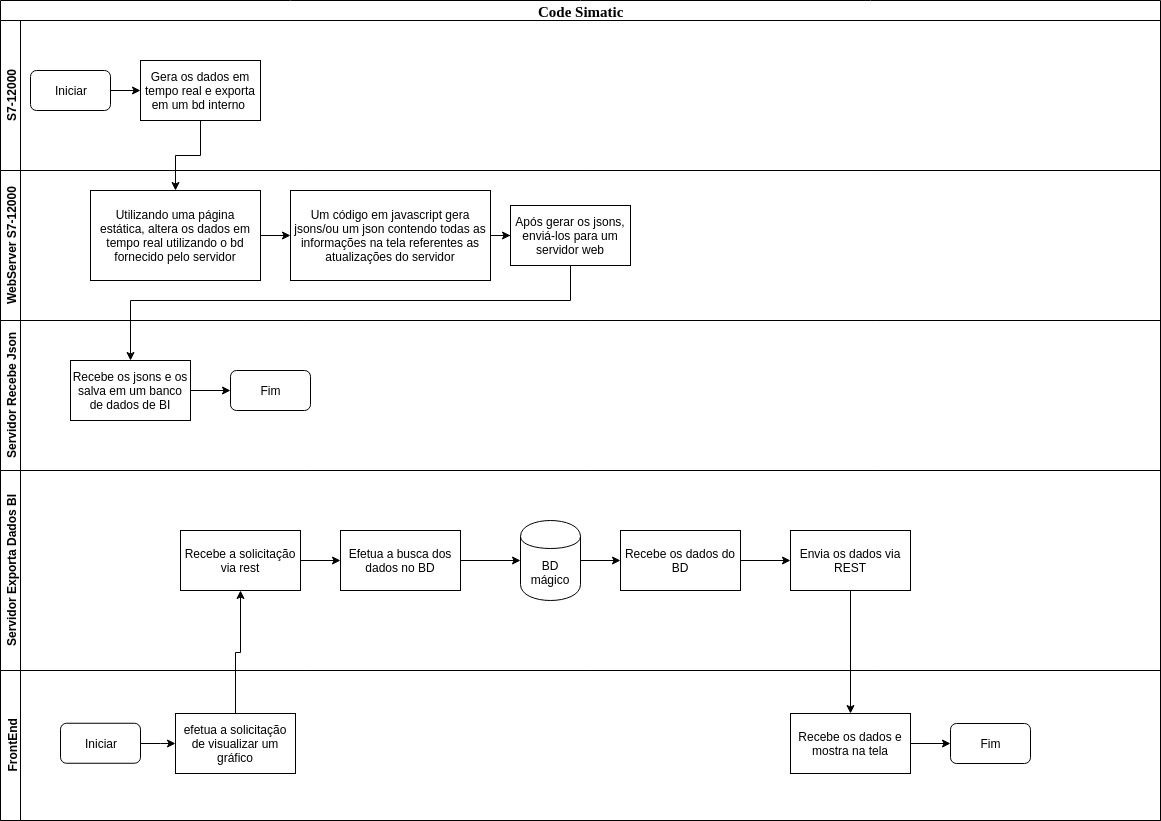 Code Simatic
S7-12000
Iniciar
Gera os dados em
tempo real e exporta
em um bd interno
WebServer S7-12000
Utilizando uma página
estática, altera os dados em
tempo real utilizando o bd
fornecido pelo servidor
Um código em javascript gera
jsons/ou um json contendo todas as
informações na tela referentes as
atualizações do servidor
Após gerar os jsons,
enviá-los para um
servidor web
Servidor Recebe Json
Recebe os jsons e os
salva em um banco
de dados de BI
Fim
Servidor Exporta Dados BI
Recebe a solicitação
via rest
Efetua a busca dos
dados no BD
BD
mágico
Recebe os dados do
BD
Envia os dados via
REST
FrontEnd
Iniciar
efetua a solicitação
de visualizar um
gráfico
Recebe os dados e
mostra na tela
Fim